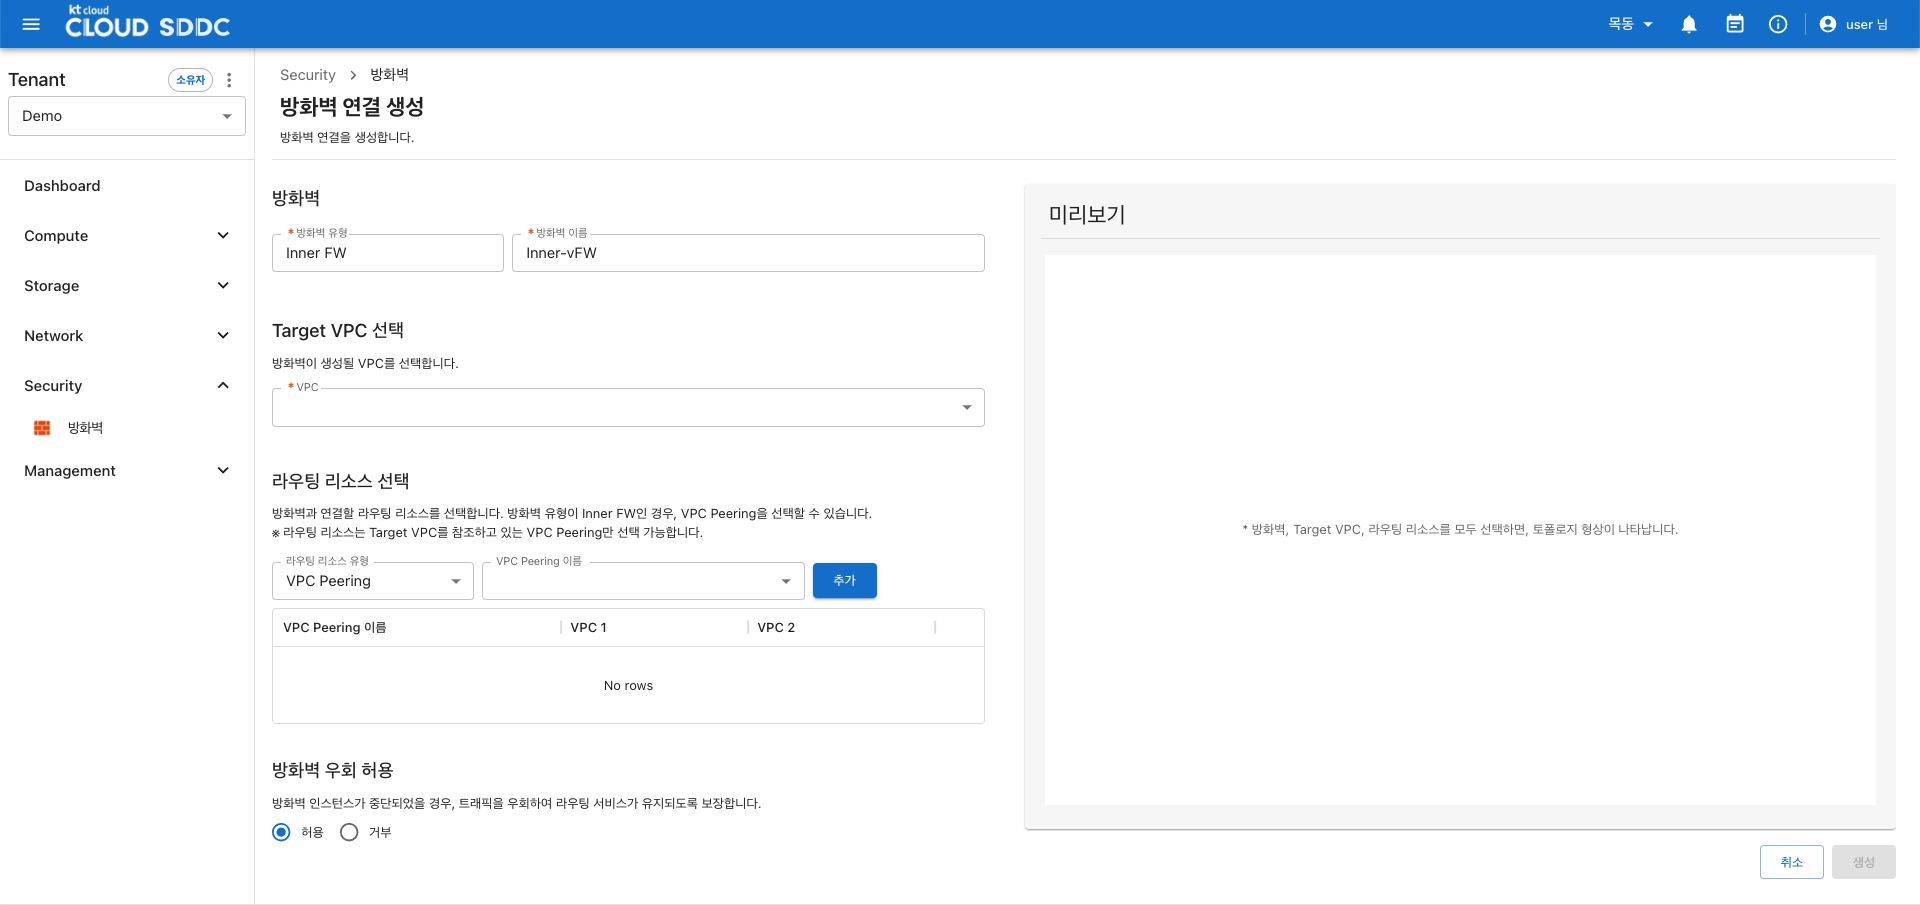 kt cloud
CLOUD SDDC
목동
user 님
Tenant
소유자
Demo
Dashboard
Compute
Storage
Network
Security
방화벽
Management
Security > 방화벽
방화벽 연결 생성
방화벽 연결을 생성합니다.
방화벽
* 방화벽 유형
Inner FW
* 방화벽 이름
Inner-vFW
Target VPC 선택
방화벽이 생성될 VPC를 선택합니다.
* VPC
라우팅 리소스 선택
방화벽과 연결할 라우팅 리소스를 선택합니다. 방화벽 유형이 Inner FW인 경우, VPC Peering을 선택할 수 있습니다.
※ 라우팅 리소스는 Target VPC를 참조하고 있는 VPC Peering만 선택 가능합니다.
라우팅 리소스 유형
VPC Peering
VPC Peering 이름
추가
VPC Peering 이름 VPC 1 VPC 2
No rows
방화벽 우회 허용
방화벽 인스턴스가 중단되었을 경우, 트래픽을 우회하여 라우팅 서비스가 유지되도록 보장합니다.
허용 거부
미리보기
* 방화벽, Target VPC, 라우팅 리소스를 모두 선택하면, 토폴로지 형상이 나타납니다.
취소 생성